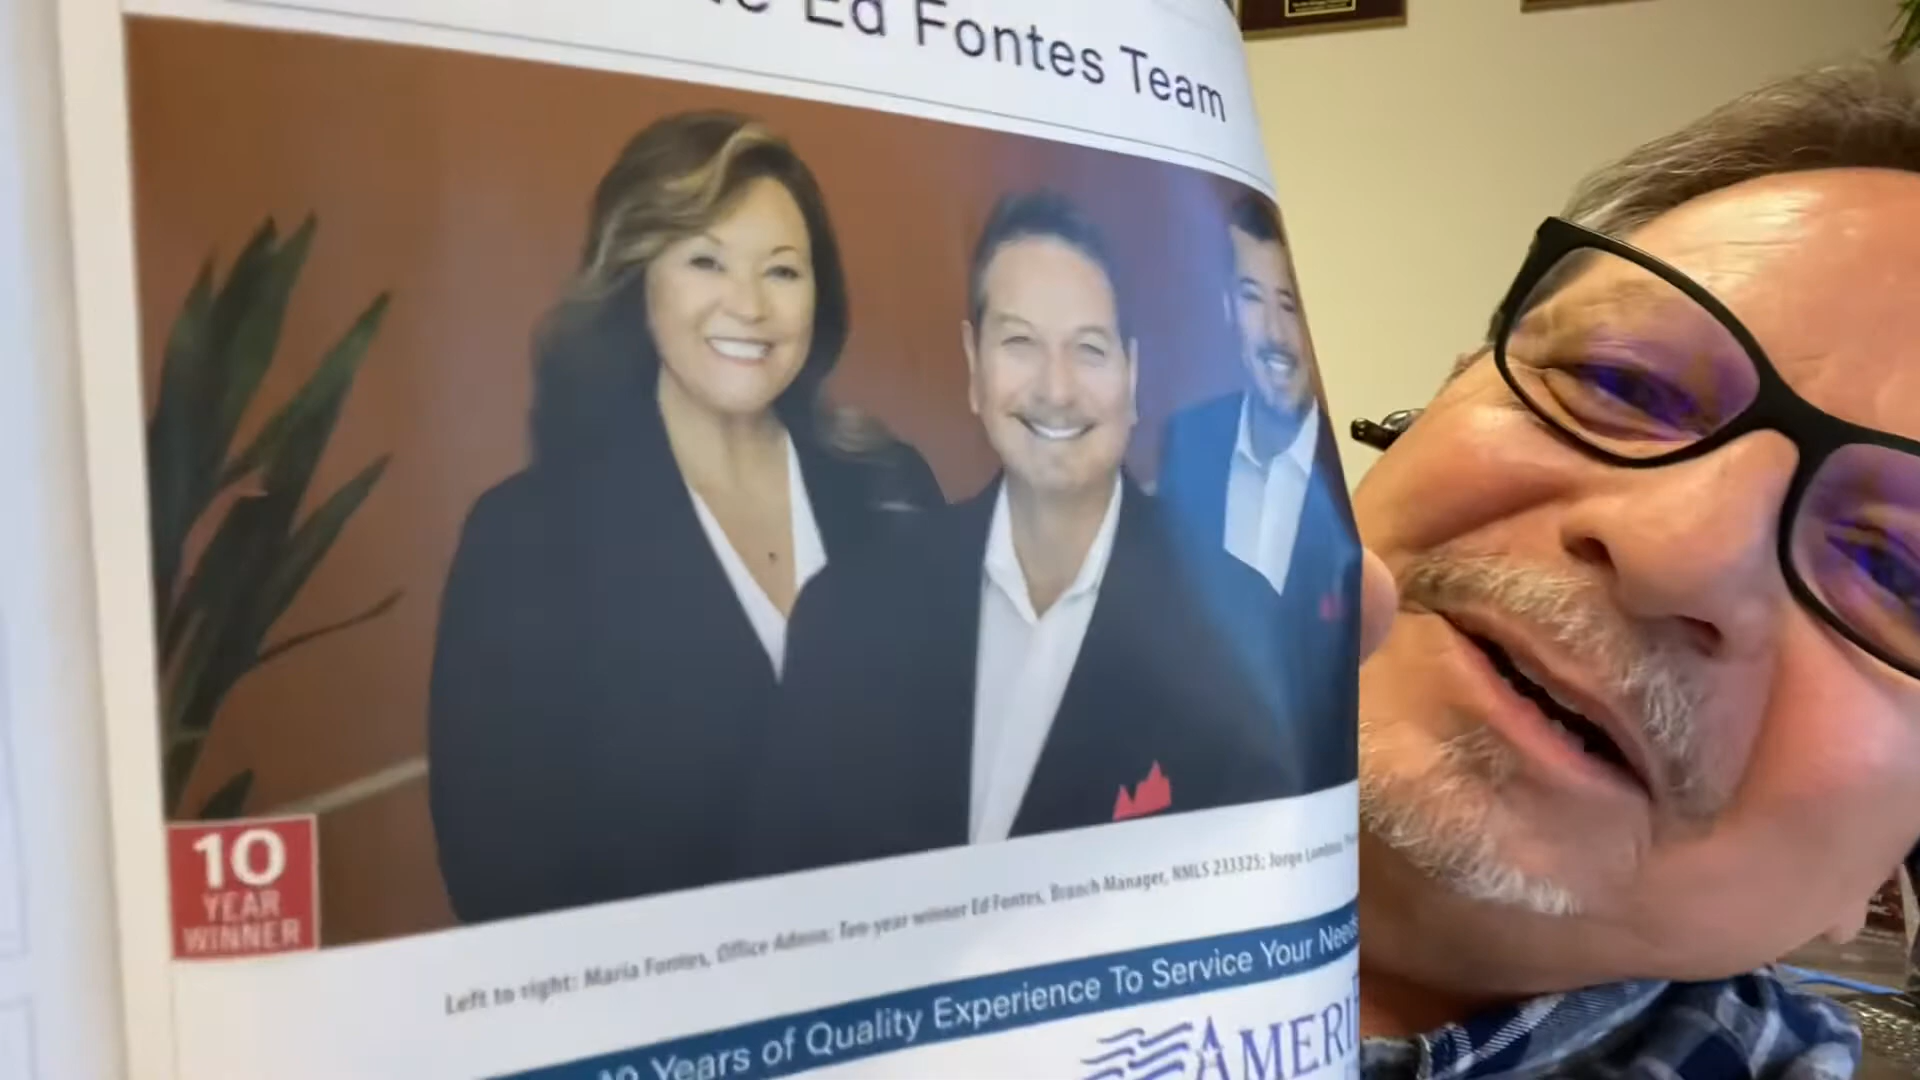 Ed Fontes Team
10
YEAR
WINNER
Left to right: Maria Fontes, Office Admin; Ten-year winner Ed Fontes, Branch Manager, NMLS 233325; Jorge
Years of Quality Experience To Service Your Needs
AMERI